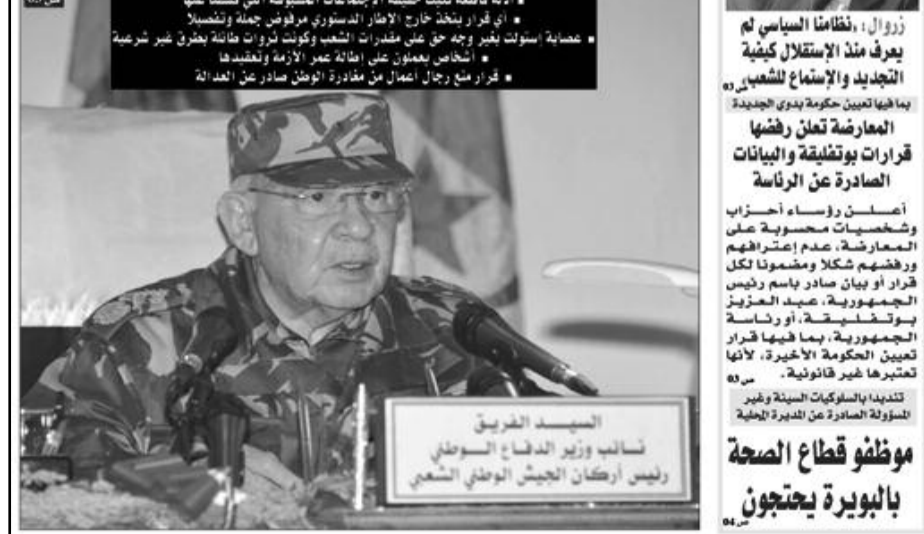 أي قرار يتخذ خارج الإطار الدستوري مرفوض جملة وتفصيلا
عصابة إستولت بغير وجه حق على مقدرات الشعب وكونت ثروات طائلة بطرق غير شرعية
أشخاص يعملون على إطالة عمر الأزمة وتعقيدها
قرار منع رجال أعمال من مغادرة الوطن صادر عن العدالة
السيد الفريق
نائب وزير الدفاع الوطني
رئيس أركان الجيش الوطني الشعبي
زروال: «نظامنا السياسي لم
يعرف منذ الإستقلال كيفية
التجديد والإستماع للشعب»
ص 03
بما فيها تعيين حكومة بدوي الجديدة
المعارضة تعلن رفضها
قرارات بوتفليقة والبيانات
الصادرة عن الرئاسة
أعلن رؤساء أحزاب
وشخصيات محسوبة على
المعارضة، عدم إعترافهم
ورفضهم شكلا ومضمونا لكل
قرار أو بيان صادر باسم رئيس
الجمهورية، عبد العزيز
بوتفليقة، أو رئاسة
الجمهورية، بما فيها قرار
تعيين الحكومة الأخيرة، لأنها
تعتبرها غير قانونية.
ص 03
تنديدا بالسلوكيات السيئة وغير
المسؤولة الصادرة عن المديرة المحلية
موظفو قطاع الصحة
بالبويرة يحتجون
ص 04